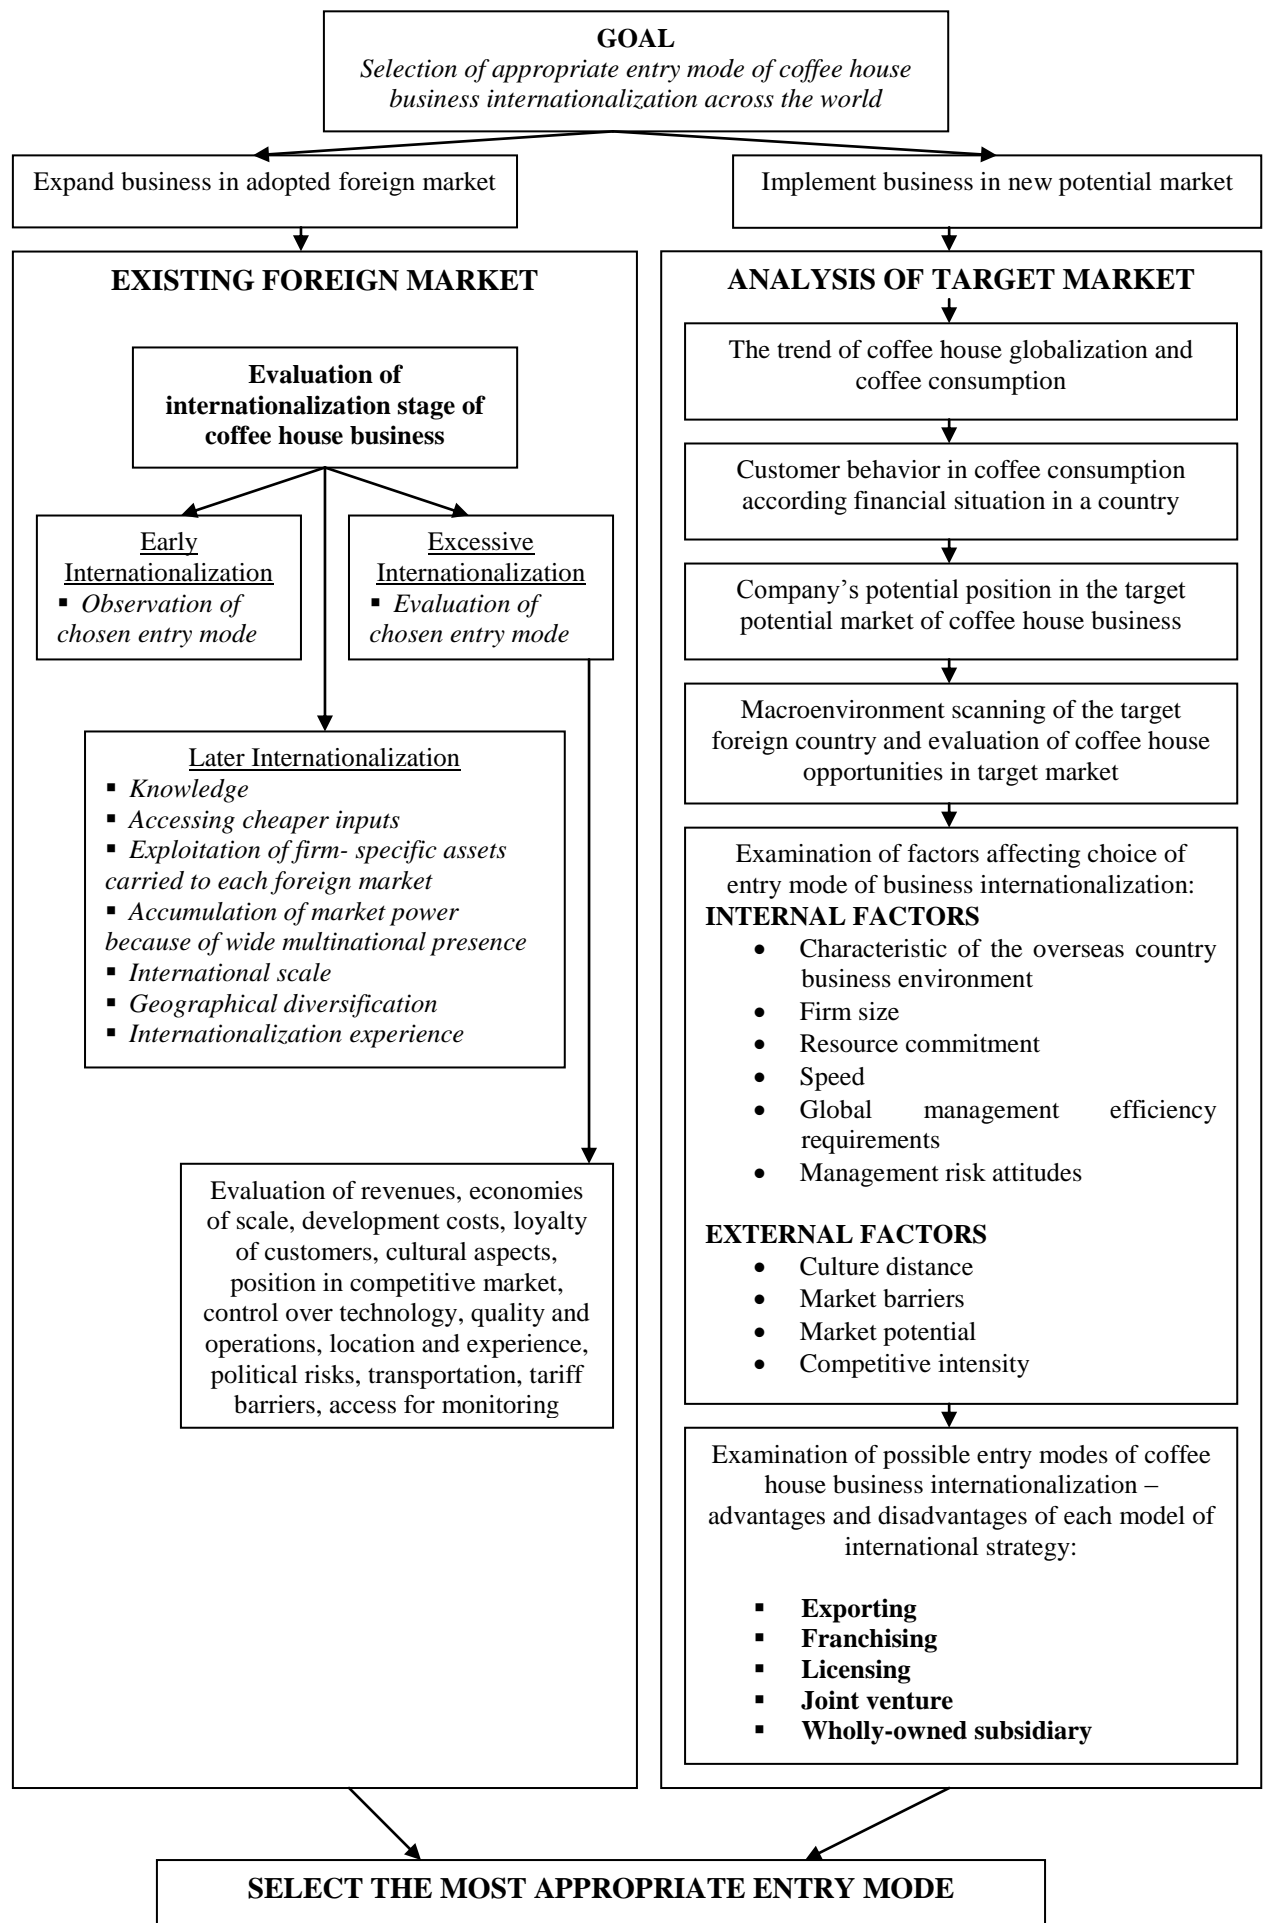 GOAL
Selection of appropriate entry mode of coffee house
business internationalization across the world
Expand business in adopted foreign market
Implement business in new potential market
EXISTING FOREIGN MARKET
Evaluation of
internationalization stage of
coffee house business
Early
Internationalization
▪ Observation of
chosen entry mode
Excessive
Internationalization
▪ Evaluation of
chosen entry mode
Later Internationalization
▪ Knowledge
▪ Accessing cheaper inputs
▪ Exploitation of firm- specific assets
carried to each foreign market
▪ Accumulation of market power
because of wide multinational presence
▪ International scale
▪ Geographical diversification
▪ Internationalization experience
Evaluation of revenues, economies
of scale, development costs, loyalty
of customers, cultural aspects,
position in competitive market,
control over technology, quality and
operations, location and experience,
political risks, transportation, tariff
barriers, access for monitoring
ANALYSIS OF TARGET MARKET
The trend of coffee house globalization and
coffee consumption
Customer behavior in coffee consumption
according financial situation in a country
Company’s potential position in the target
potential market of coffee house business
Macroenvironment scanning of the target
foreign country and evaluation of coffee house
opportunities in target market
Examination of factors affecting choice of
entry mode of business internationalization:
INTERNAL FACTORS
• Characteristic of the overseas country
business environment
• Firm size
• Resource commitment
• Speed
• Global management efficiency
requirements
• Management risk attitudes
EXTERNAL FACTORS
• Culture distance
• Market barriers
• Market potential
• Competitive intensity
Examination of possible entry modes of coffee
house business internationalization –
advantages and disadvantages of each model of
international strategy:
▪ Exporting
▪ Franchising
▪ Licensing
▪ Joint venture
▪ Wholly-owned subsidiary
SELECT THE MOST APPROPRIATE ENTRY MODE